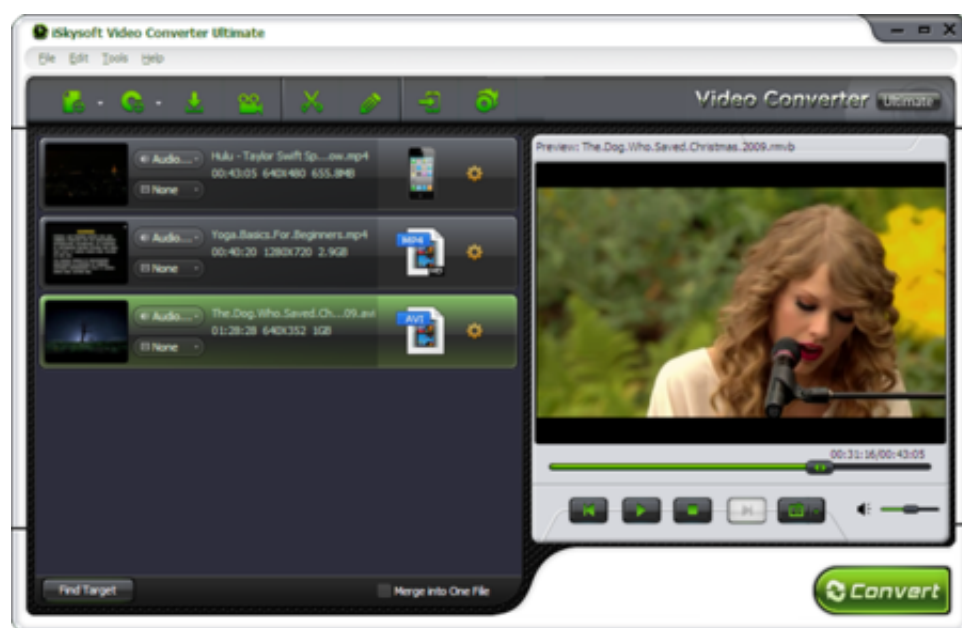 iSkysoft Video Converter Ultimate
File Edit Tools Help
Video Converter Ultimate
Audio...
Hulu - Taylor Swift Sp...ow.mp4
00:43:05 640X480 655.8MB
None
Audio...
Yoga.Basics.For.Beginners.mp4
00:40:20 1280X720 2.9GB
None
Audio...
The.Dog.Who.Saved.Ch...09.avi
01:28:28 640X352 1GB
None
AVI
Preview: The.Dog.Who.Saved.Christmas.2009.rmvb
00:31:16/00:43:05
Find Target
Merge into One File
Convert